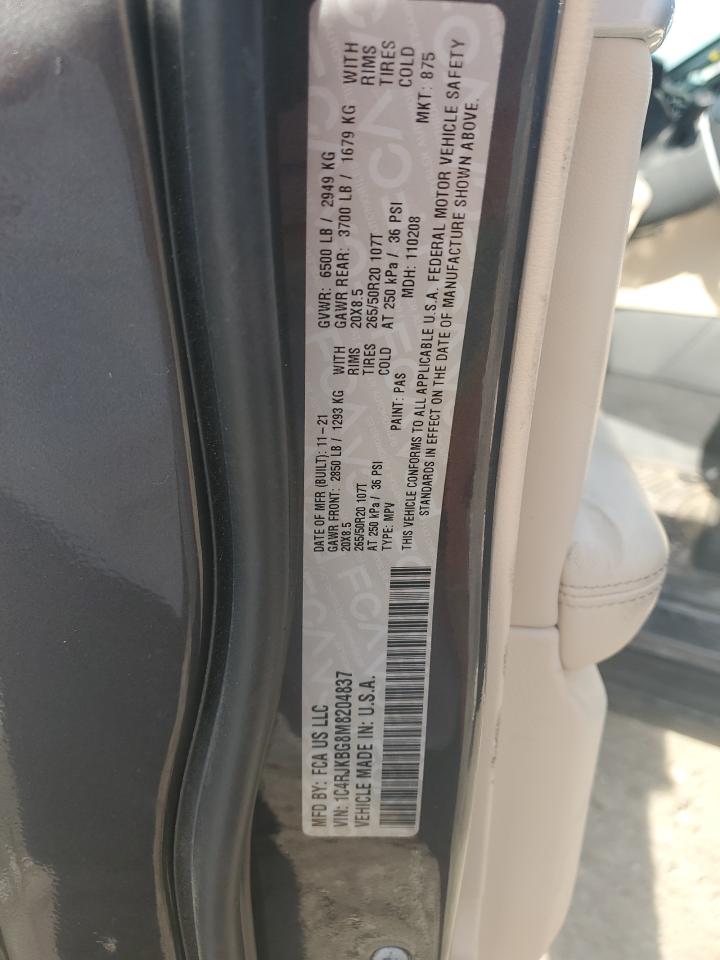 MFD BY: FCA US LLC
VIN: 1C4RJKBG8M8204837
VEHICLE MADE IN: U.S.A.
DATE OF MFR (BUILT): 11-21
GAWR FRONT: 2850 LB / 1293 KG WITH
20X8.5 RIMS
265/50R20 107T TIRES
AT 250 kPa / 36 PSI COLD
TYPE: MPV PAINT: PAS
GVWR: 6500 LB / 2949 KG
GAWR REAR: 3700 LB / 1679 KG WITH
20X8.5 RIMS
265/50R20 107T TIRES
AT 250 kPa / 36 PSI COLD
MDH: 110208 MKT: 875
THIS VEHICLE CONFORMS TO ALL APPLICABLE U.S.A. FEDERAL MOTOR VEHICLE SAFETY
STANDARDS IN EFFECT ON THE DATE OF MANUFACTURE SHOWN ABOVE.